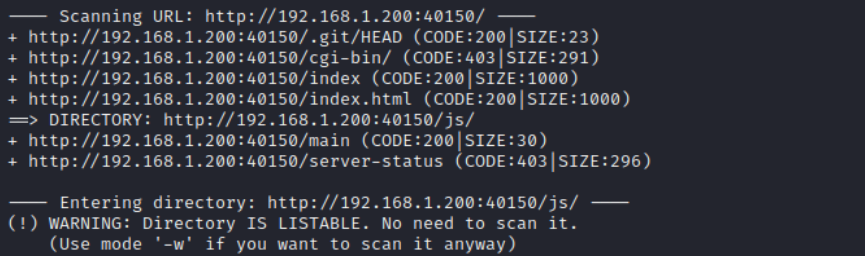 ---- Scanning URL: http://192.168.1.200:40150/ ----
+ http://192.168.1.200:40150/.git/HEAD (CODE:200|SIZE:23)
+ http://192.168.1.200:40150/cgi-bin/ (CODE:403|SIZE:291)
+ http://192.168.1.200:40150/index (CODE:200|SIZE:1000)
+ http://192.168.1.200:40150/index.html (CODE:200|SIZE:1000)
==> DIRECTORY: http://192.168.1.200:40150/js/
+ http://192.168.1.200:40150/main (CODE:200|SIZE:30)
+ http://192.168.1.200:40150/server-status (CODE:403|SIZE:296)
---- Entering directory: http://192.168.1.200:40150/js/ ----
(!) WARNING: Directory IS LISTABLE. No need to scan it.
(Use mode '-w' if you want to scan it anyway)